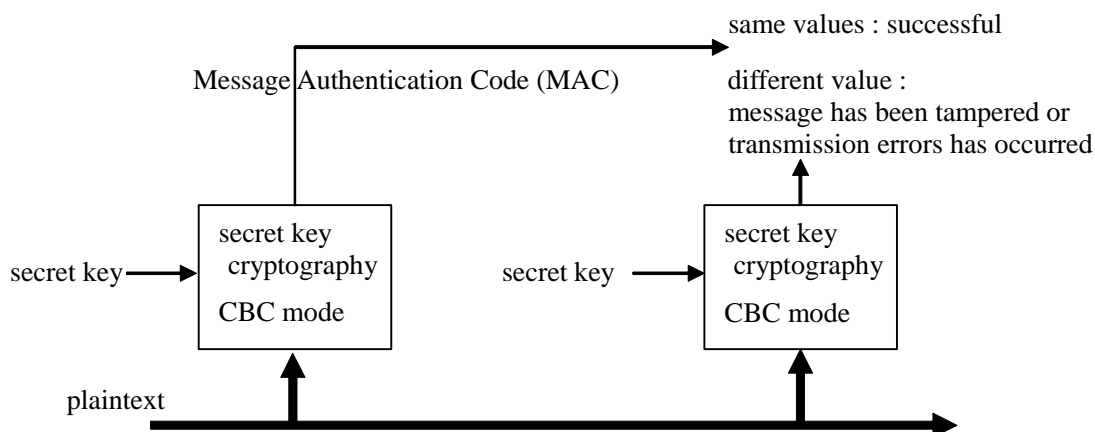 same values : successful
Message Authentication Code (MAC)
different value :
message has been tampered or
transmission errors has occurred
secret key
cryptography
CBC mode
secret key
secret key
cryptography
CBC mode
secret key
plaintext